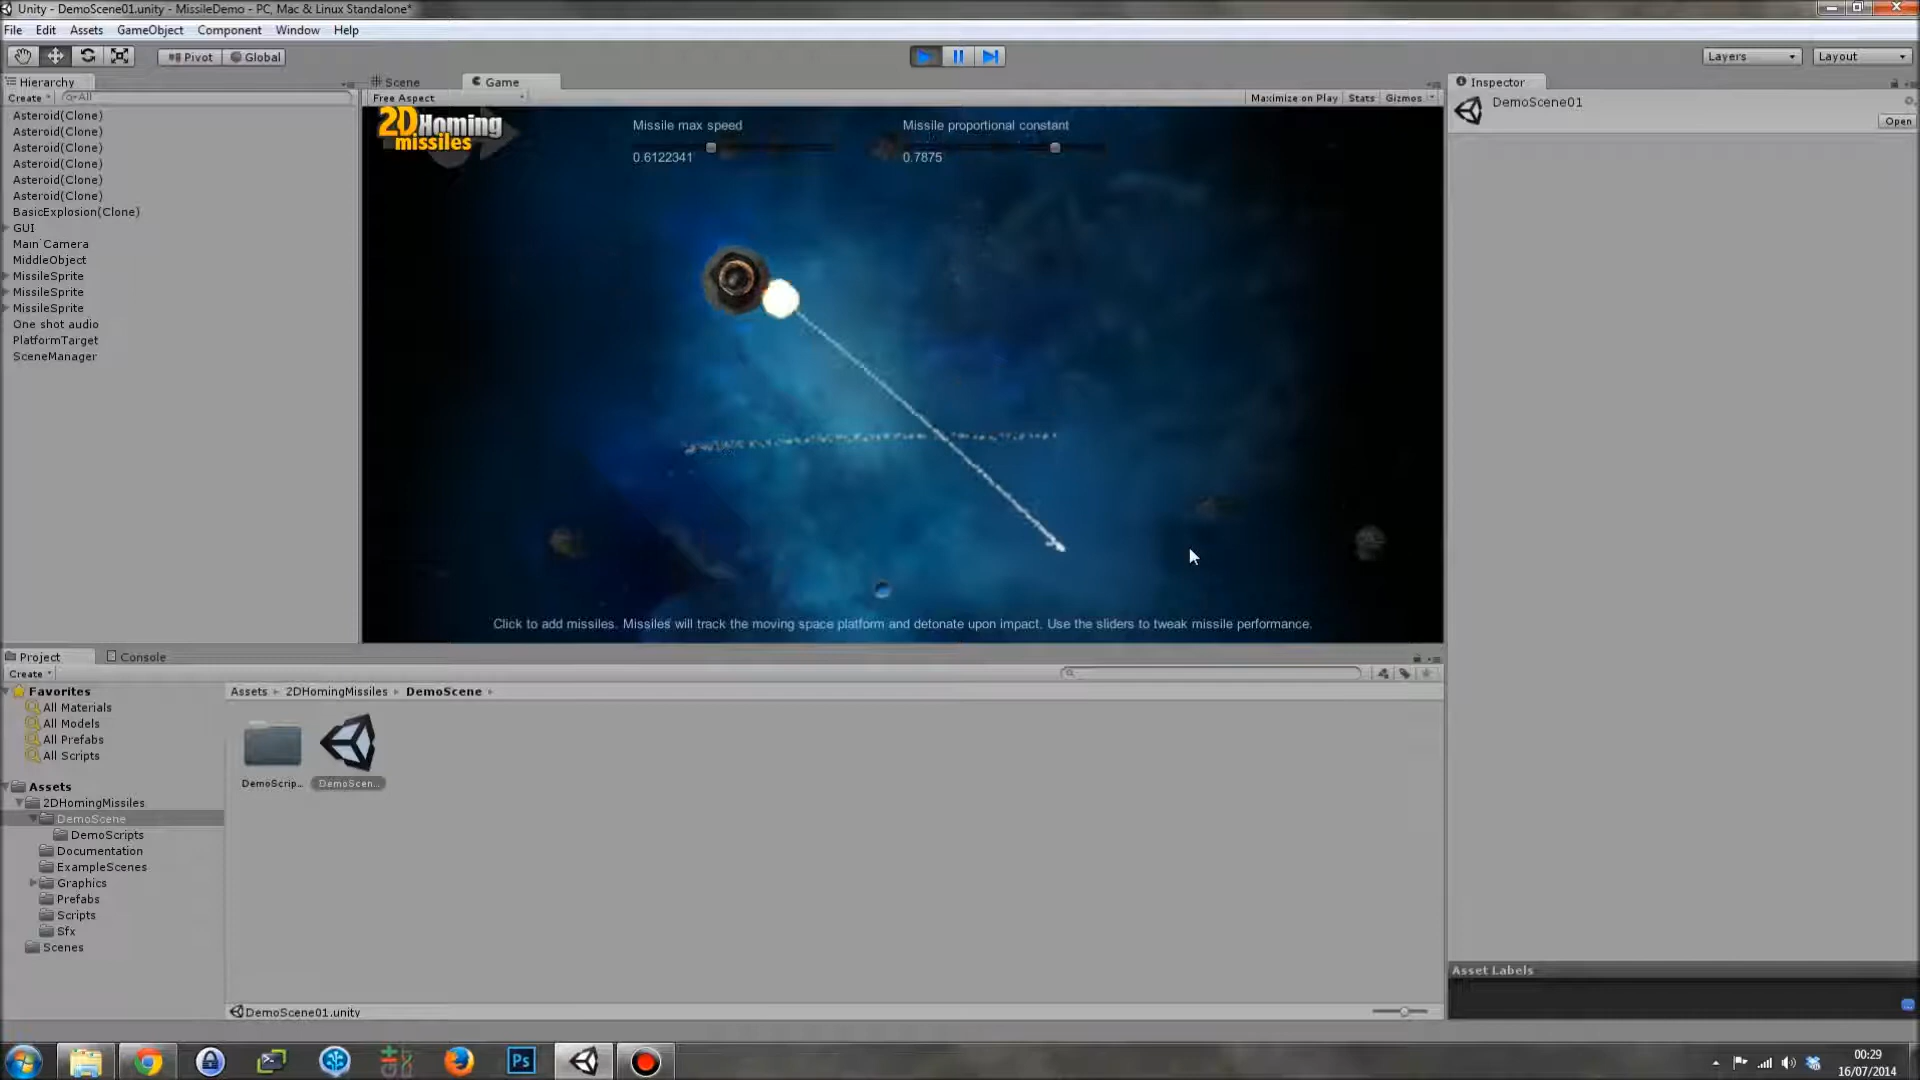 Unity - DemoScene01.unity - MissileDemo - PC, Mac & Linux Standalone*
File Edit Assets GameObject Component Window Help
Pivot Global
Layers Layout
Hierarchy
Create All
Asteroid(Clone)
Asteroid(Clone)
Asteroid(Clone)
Asteroid(Clone)
Asteroid(Clone)
Asteroid(Clone)
BasicExplosion(Clone)
GUI
Main Camera
MiddleObject
MissileSprite
MissileSprite
MissileSprite
One shot audio
PlatformTarget
SceneManager
Scene Game
Free Aspect
Maximize on Play Stats Gizmos
2D Homing
missiles
Missile max speed
0.6122341
Missile proportional constant
0.7875
Click to add missiles. Missiles will track the moving space platform and detonate upon impact. Use the sliders to tweak missile performance.
Inspector
DemoScene01
Open
Project Console
Create
Favorites
All Materials
All Models
All Prefabs
All Scripts
Assets
2DHomingMissiles
DemoScene
DemoScripts
Documentation
ExampleScenes
Graphics
Prefabs
Scripts
Sfx
Scenes
Assets 2DHomingMissiles DemoScene
DemoScrip...
DemoScen...
DemoScene01.unity
Asset Labels
Ps
00:29
16/07/2014